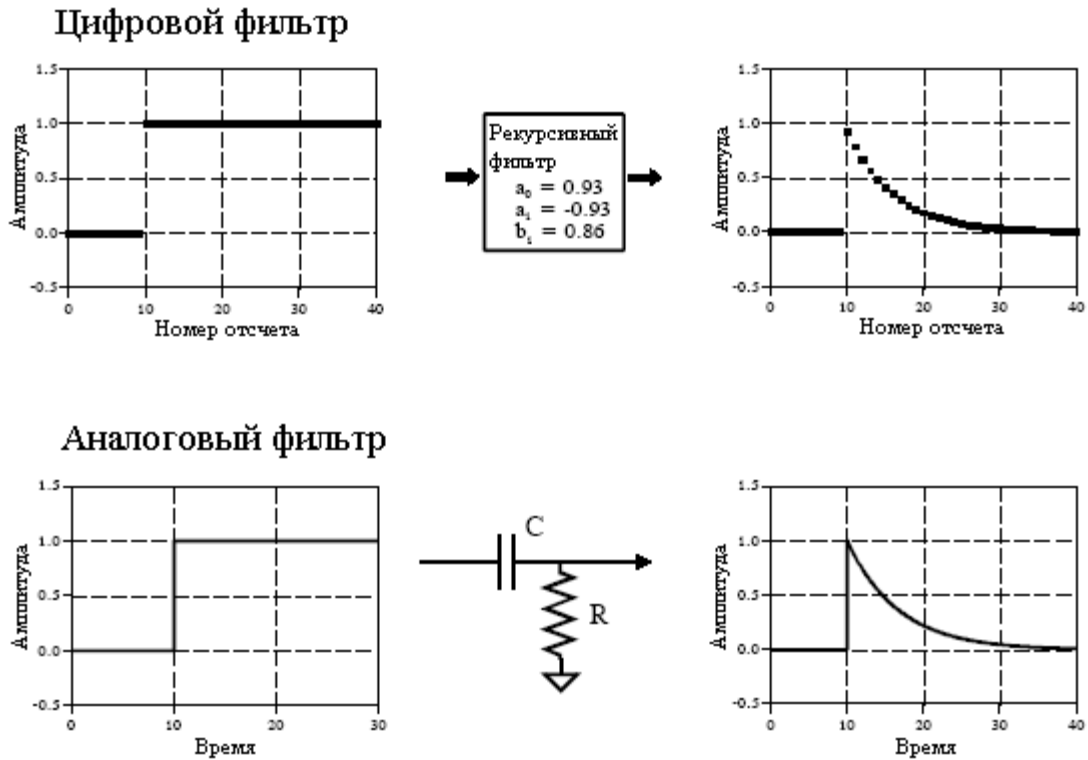 Цифровой фильтр
1.5
1.0
0.5
0.0
-0.5
Амплитуда
0 10 20 30 40
Номер отсчета
Рекурсивный
фильтр
a₀ = 0.93
a₁ = -0.93
b₁ = 0.86
1.5
1.0
0.5
0.0
-0.5
Амплитуда
0 10 20 30 40
Номер отсчета
Аналоговый фильтр
1.5
1.0
0.5
0.0
-0.5
Амплитуда
0 10 20 30
Время
C
R
1.5
1.0
0.5
0.0
-0.5
Амплитуда
0 10 20 30 40
Время